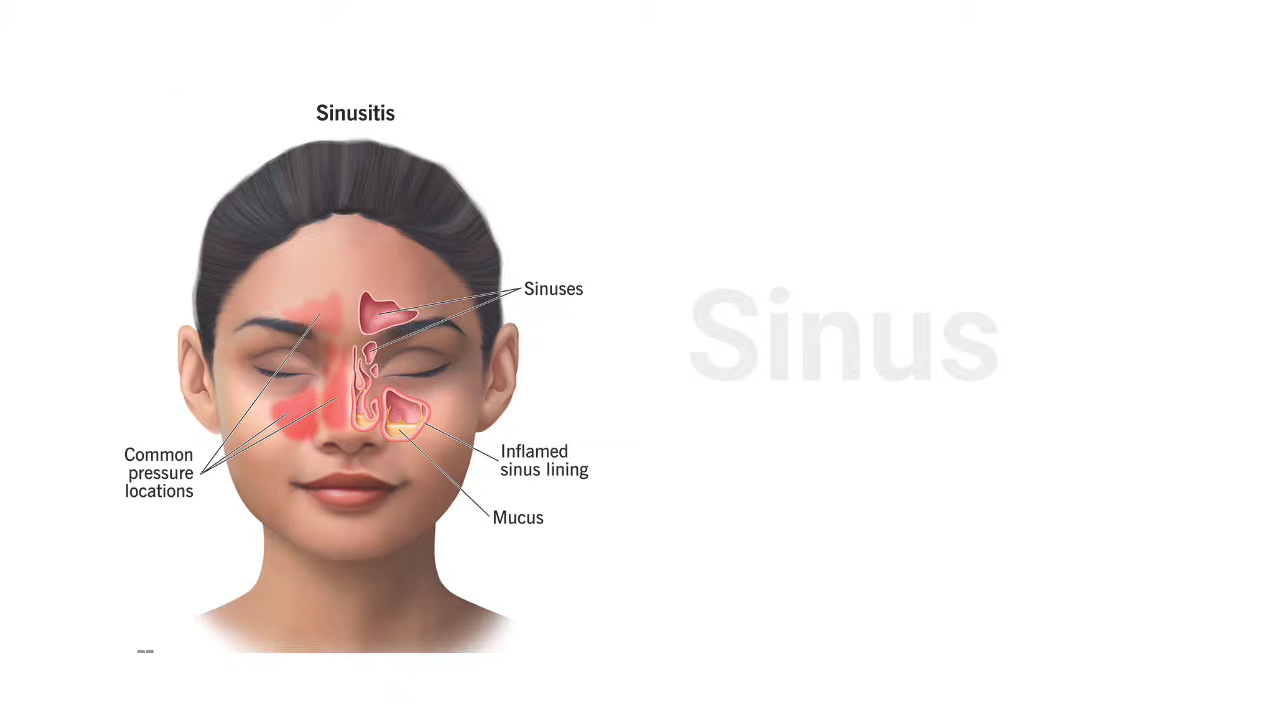 Sinusitis
Sinuses
Sinus
Common
pressure
locations
Inflamed
sinus lining
Mucus